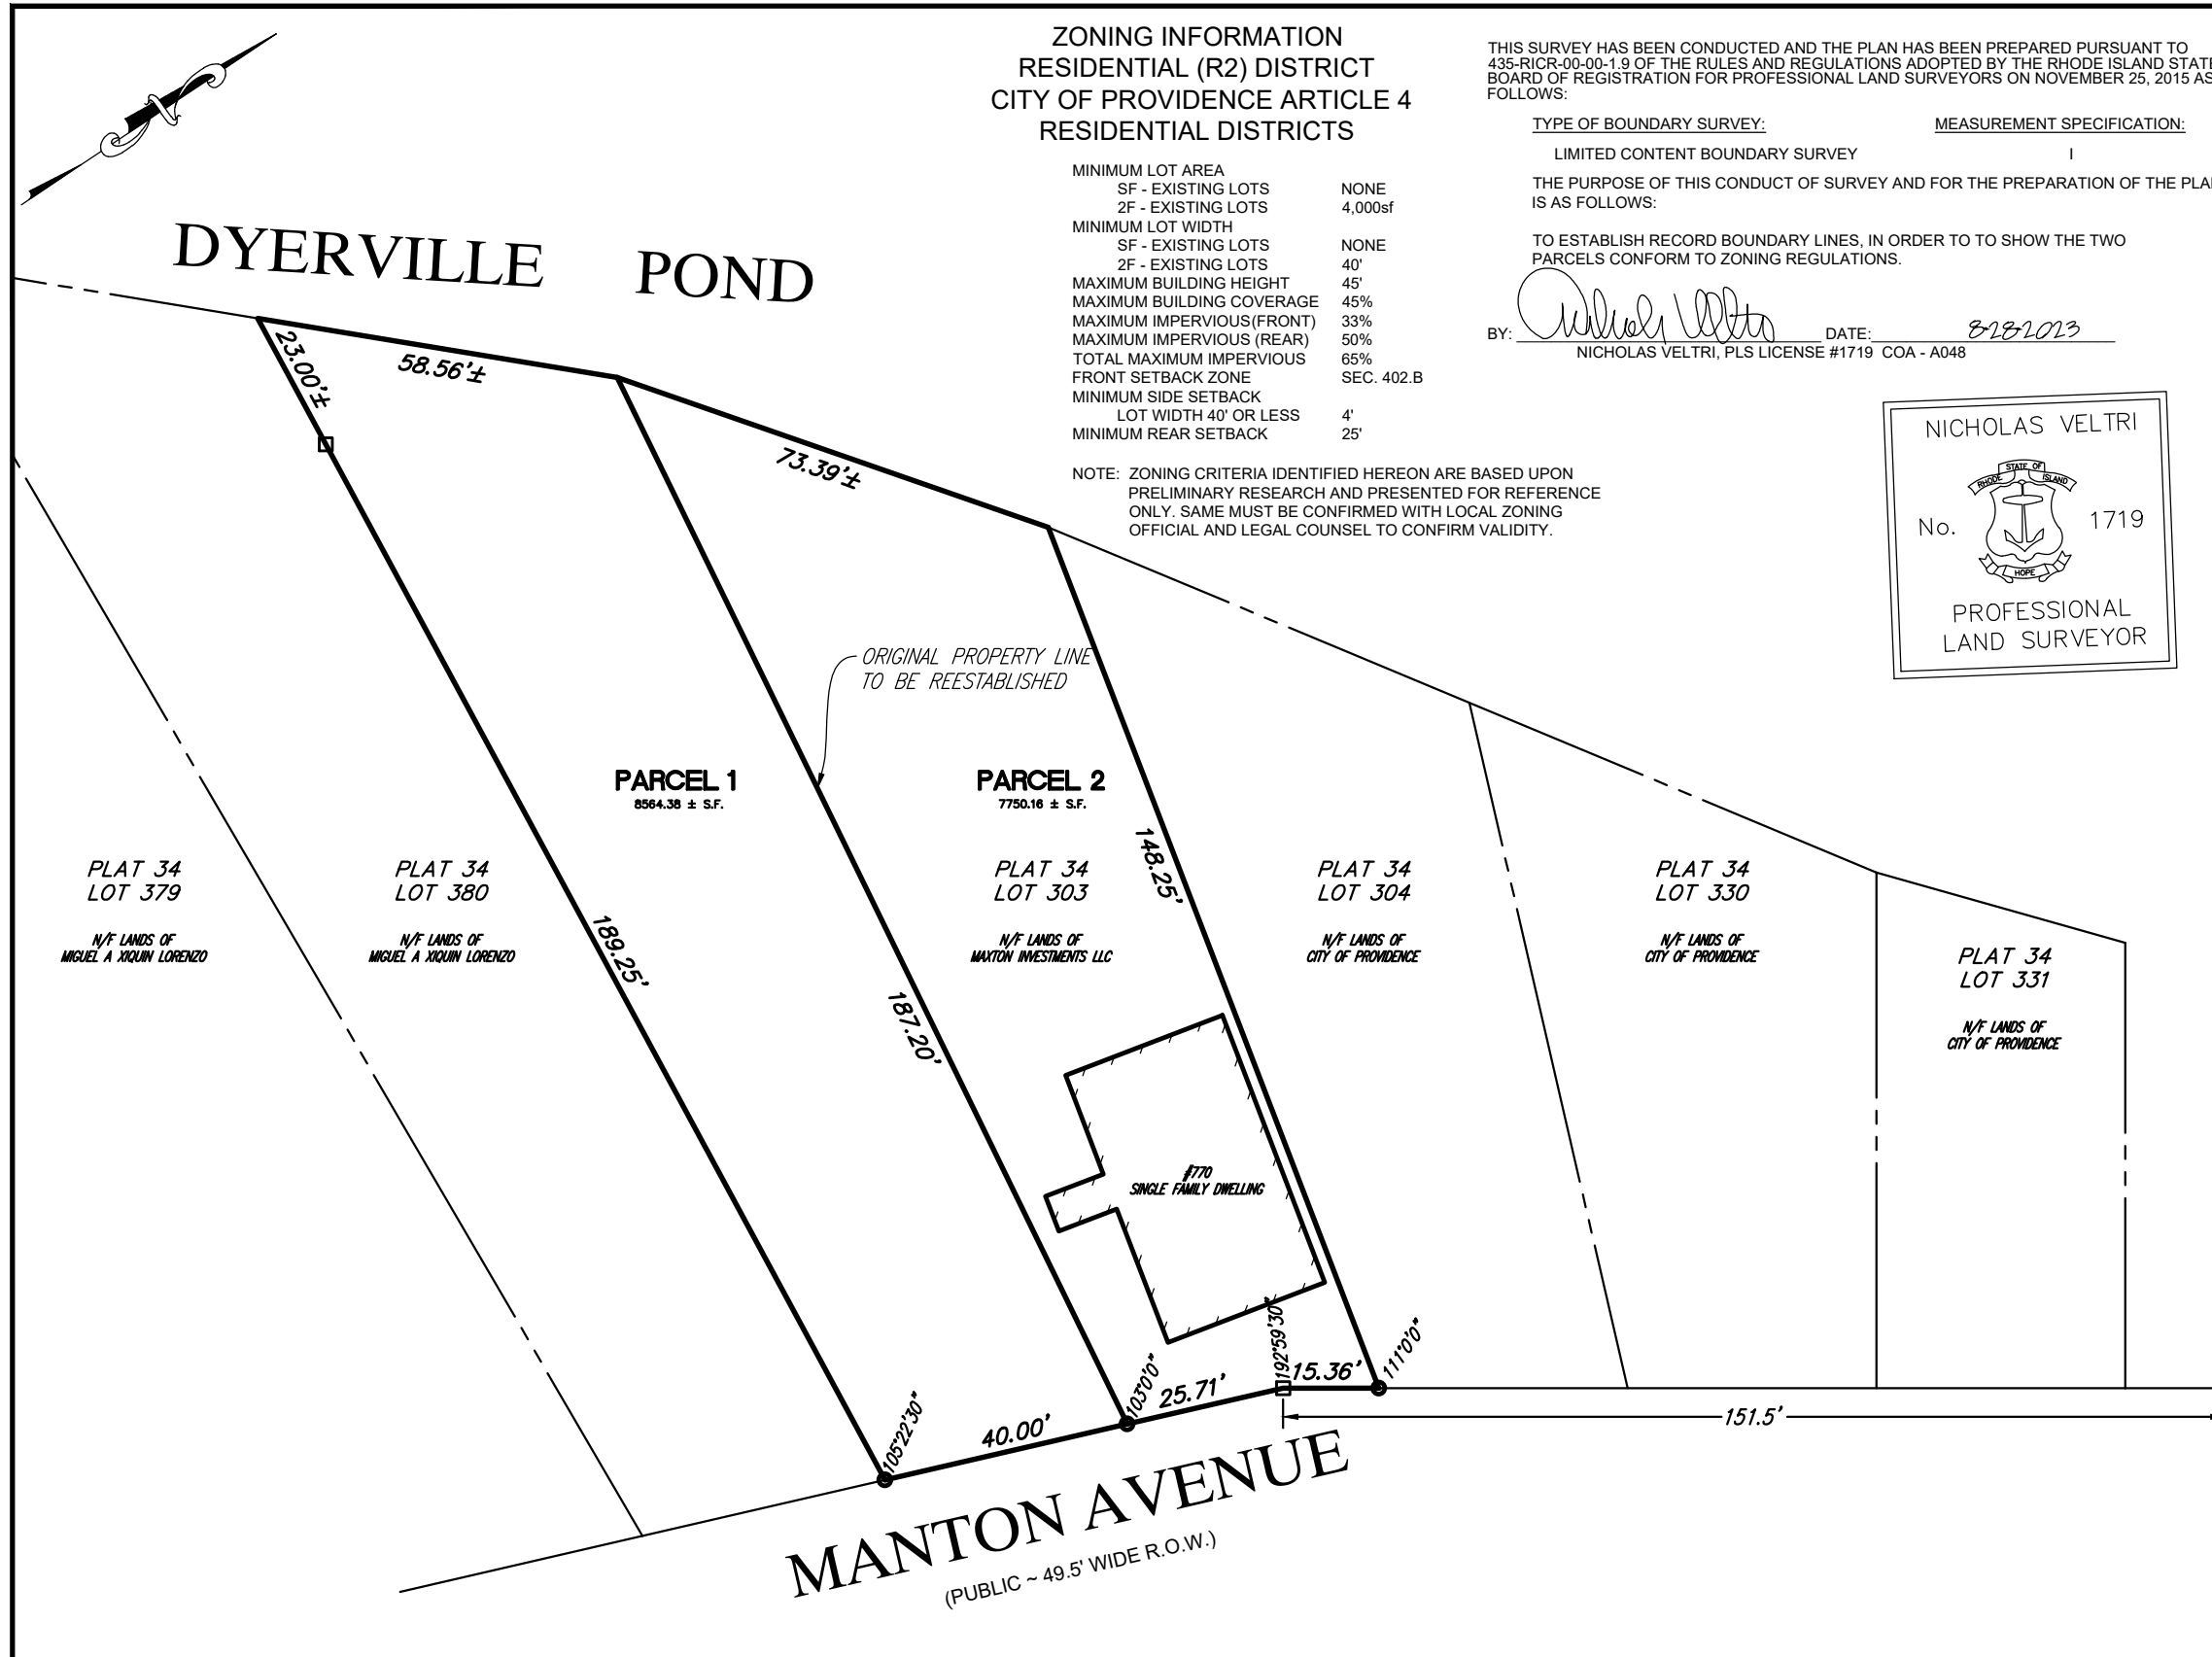 ZONING INFORMATION
RESIDENTIAL (R2) DISTRICT
CITY OF PROVIDENCE ARTICLE 4
RESIDENTIAL DISTRICTS
MINIMUM LOT AREA
SF - EXISTING LOTS NONE
2F - EXISTING LOTS 4,000sf
MINIMUM LOT WIDTH
SF - EXISTING LOTS NONE
2F - EXISTING LOTS 40'
MAXIMUM BUILDING HEIGHT 45'
MAXIMUM BUILDING COVERAGE 45%
MAXIMUM IMPERVIOUS(FRONT) 33%
MAXIMUM IMPERVIOUS (REAR) 50%
TOTAL MAXIMUM IMPERVIOUS 65%
FRONT SETBACK ZONE SEC. 402.B
MINIMUM SIDE SETBACK
LOT WIDTH 40' OR LESS 4'
MINIMUM REAR SETBACK 25'
NOTE: ZONING CRITERIA IDENTIFIED HEREON ARE BASED UPON
PRELIMINARY RESEARCH AND PRESENTED FOR REFERENCE
ONLY. SAME MUST BE CONFIRMED WITH LOCAL ZONING
OFFICIAL AND LEGAL COUNSEL TO CONFIRM VALIDITY.
THIS SURVEY HAS BEEN CONDUCTED AND THE PLAN HAS BEEN PREPARED PURSUANT TO
435-RICR-00-00-1.9 OF THE RULES AND REGULATIONS ADOPTED BY THE RHODE ISLAND STATE
BOARD OF REGISTRATION FOR PROFESSIONAL LAND SURVEYORS ON NOVEMBER 25, 2015 AS
FOLLOWS:
TYPE OF BOUNDARY SURVEY: MEASUREMENT SPECIFICATION:
LIMITED CONTENT BOUNDARY SURVEY I
THE PURPOSE OF THIS CONDUCT OF SURVEY AND FOR THE PREPARATION OF THE PLAN
IS AS FOLLOWS:
TO ESTABLISH RECORD BOUNDARY LINES, IN ORDER TO TO SHOW THE TWO
PARCELS CONFORM TO ZONING REGULATIONS.
BY: Nicholas Veltri DATE: 8-28-2023
NICHOLAS VELTRI, PLS LICENSE #1719 COA - A048
NICHOLAS VELTRI
STATE OF
RHODE ISLAND
No. 1719
HOPE
PROFESSIONAL
LAND SURVEYOR
DYERVILLE POND
23.00'±
58.56'±
73.39'±
ORIGINAL PROPERTY LINE
TO BE REESTABLISHED
PARCEL 1
8564.38 ± S.F.
PARCEL 2
7750.16 ± S.F.
148.25'
189.25'
187.20'
PLAT 34
LOT 379
N/F LANDS OF
MIGUEL A XIQUIN LORENZO
PLAT 34
LOT 380
N/F LANDS OF
MIGUEL A XIQUIN LORENZO
PLAT 34
LOT 303
N/F LANDS OF
MAXTON INVESTMENTS LLC
PLAT 34
LOT 304
N/F LANDS OF
CITY OF PROVIDENCE
PLAT 34
LOT 330
N/F LANDS OF
CITY OF PROVIDENCE
PLAT 34
LOT 331
N/F LANDS OF
CITY OF PROVIDENCE
#770
SINGLE FAMILY DWELLING
105°22'30"
40.00'
103°0'0"
25.71'
192°59'30"
15.36'
111°0'0"
151.5'
MANTON AVENUE
(PUBLIC ~ 49.5' WIDE R.O.W.)